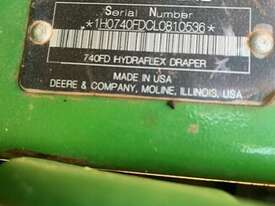 Serial Number
*1H0740FDCL0810536*
740FD HYDRAFLEX DRAPER
MADE IN USA
DEERE & COMPANY, MOLINE, ILLINOIS, USA